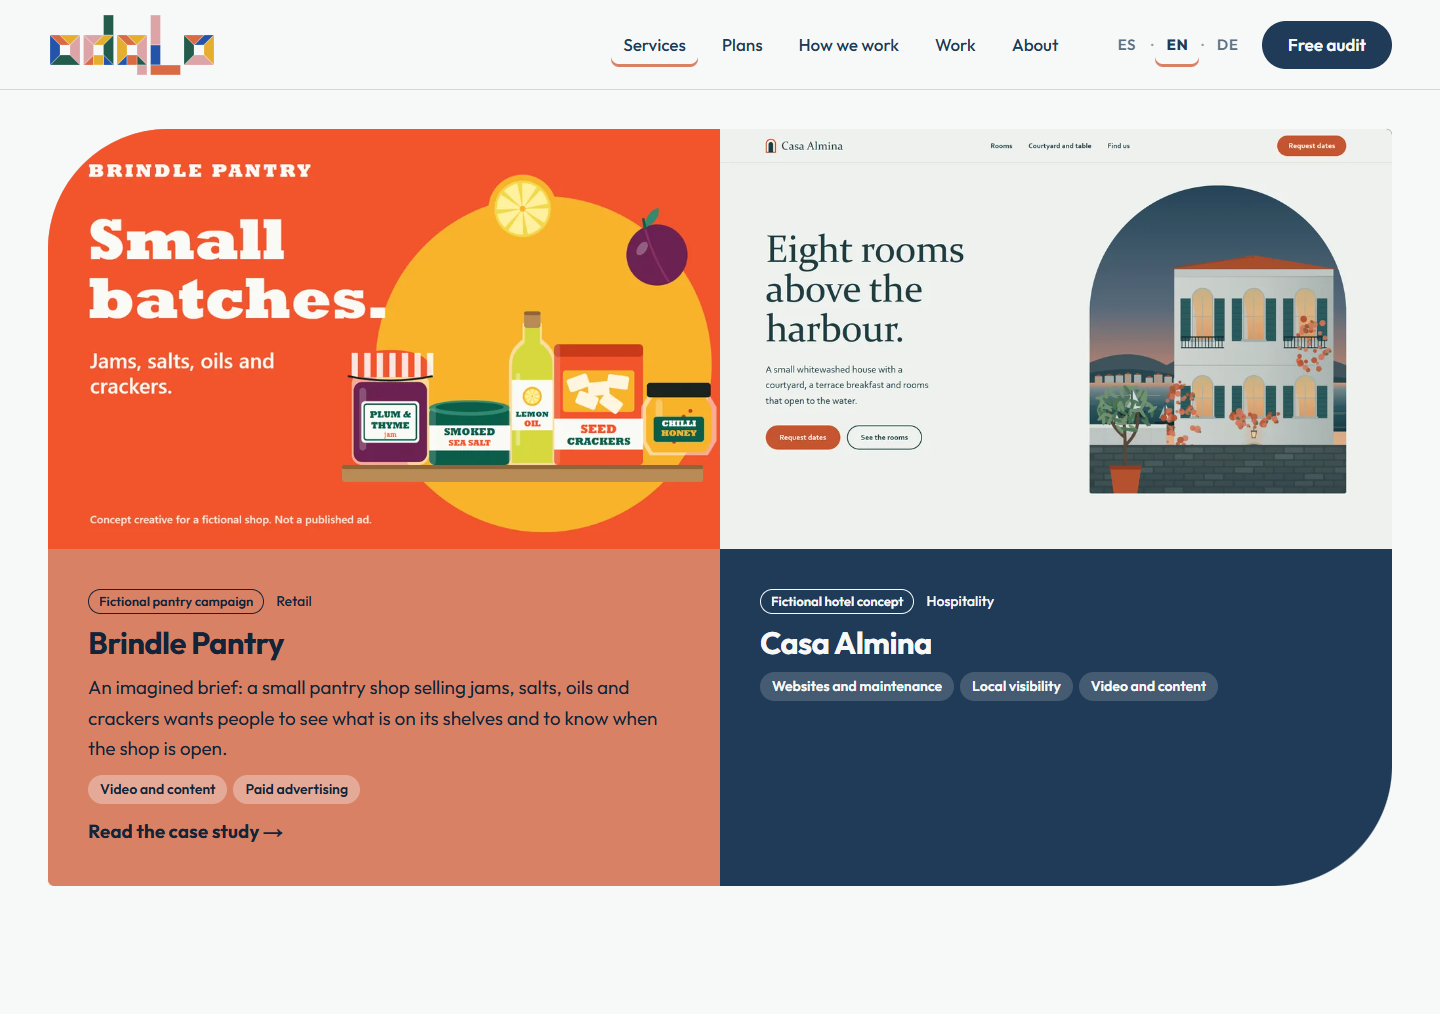 adalo
Services
Plans
How we work
Work
About
ES · EN · DE
Free audit
BRINDLE PANTRY
Small
batches.
Jams, salts, oils and
crackers.
PLUM &
THYME
jam
SMOKED
SEA SALT
LEMON
OIL
SEED
CRACKERS
CHILLI
HONEY
Concept creative for a fictional shop. Not a published ad.
Casa Almina
Rooms
Courtyard and table
Find us
Request dates
Eight rooms
above the
harbour.
A small whitewashed house with a
courtyard, a terrace breakfast and rooms
that open to the water.
Request dates
See the rooms
Fictional pantry campaign
Retail
Brindle Pantry
An imagined brief: a small pantry shop selling jams, salts, oils and
crackers wants people to see what is on its shelves and to know when
the shop is open.
Video and content
Paid advertising
Read the case study →
Fictional hotel concept
Hospitality
Casa Almina
Websites and maintenance
Local visibility
Video and content